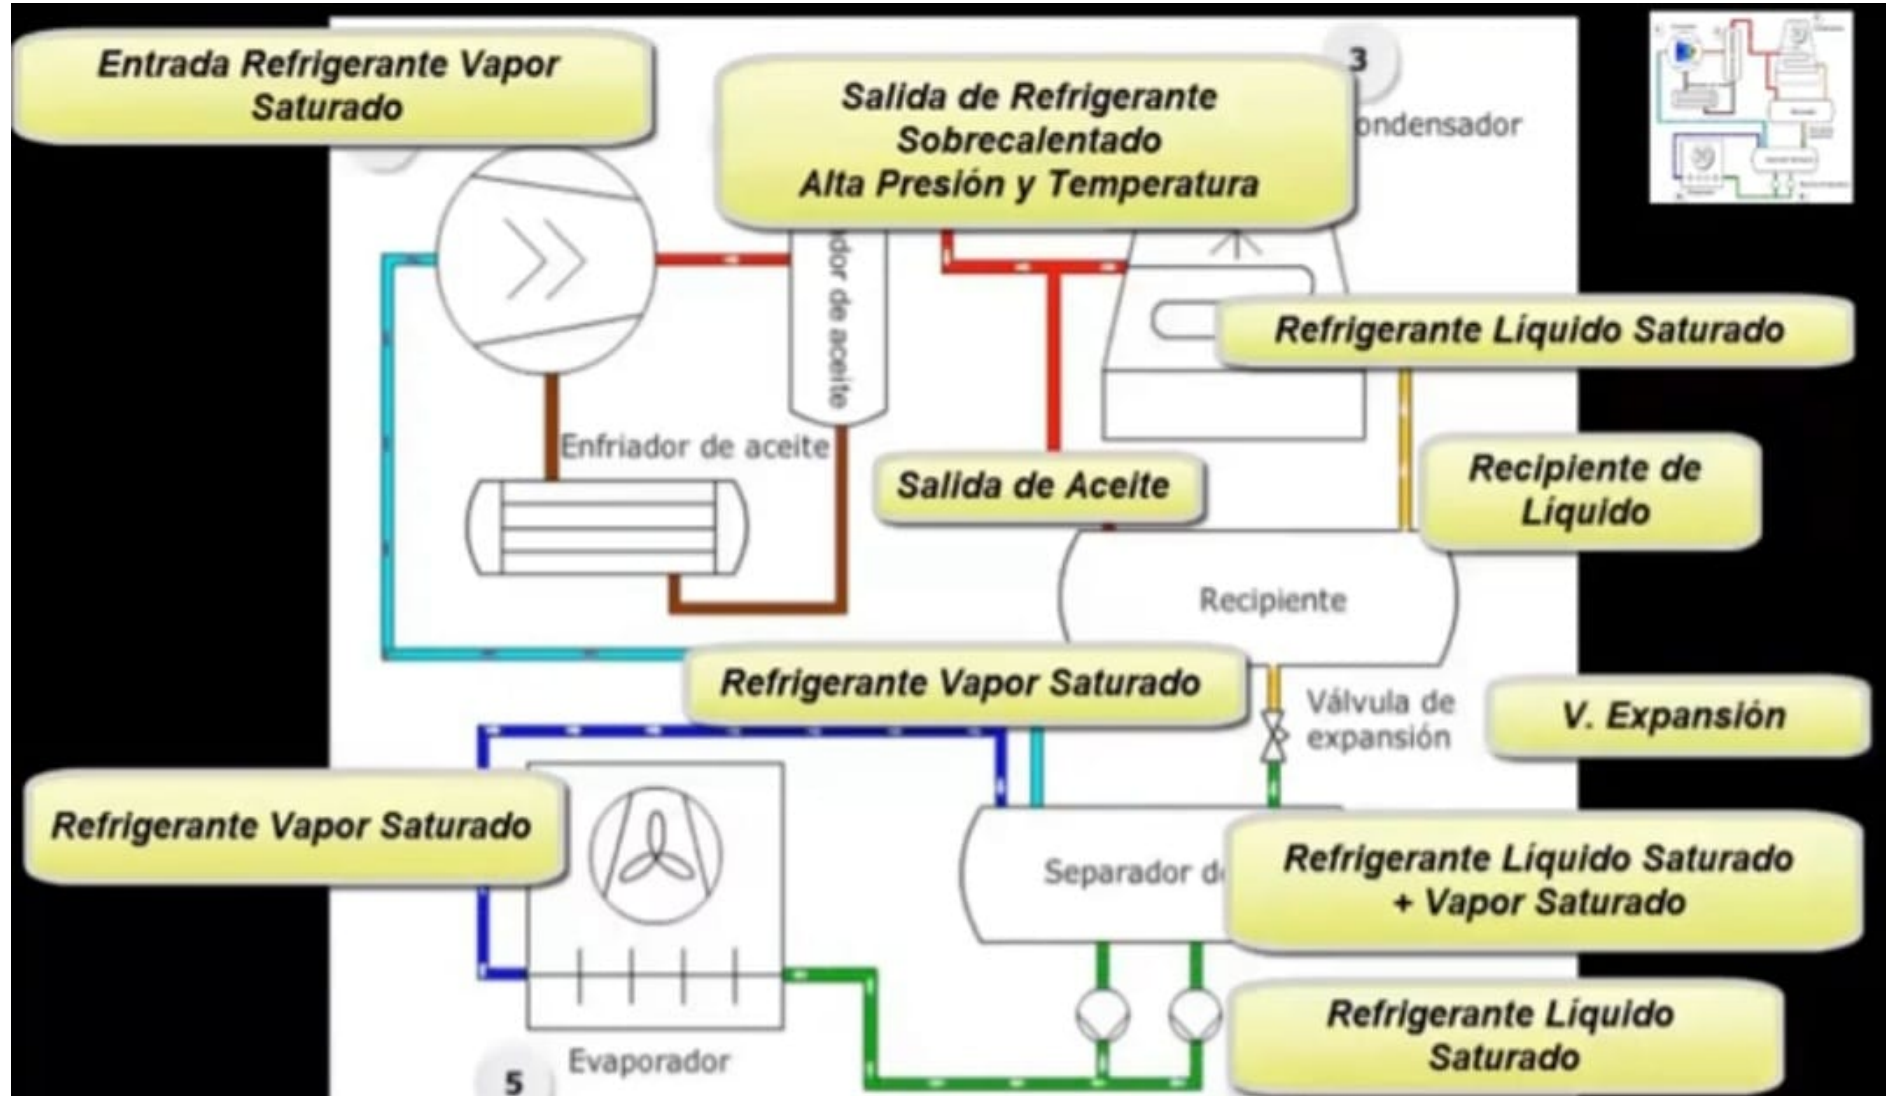 Entrada Refrigerante Vapor
Saturado
Salida de Refrigerante
Sobrecalentado
Alta Presión y Temperatura
3
ondensador
dor de aceite
Refrigerante Líquido Saturado
Enfriador de aceite
Salida de Aceite
Recipiente de
Líquido
Recipiente
Refrigerante Vapor Saturado
Válvula de
expansión
V. Expansión
Refrigerante Vapor Saturado
Separador de
Refrigerante Líquido Saturado
+ Vapor Saturado
Refrigerante Líquido
Saturado
Evaporador
5